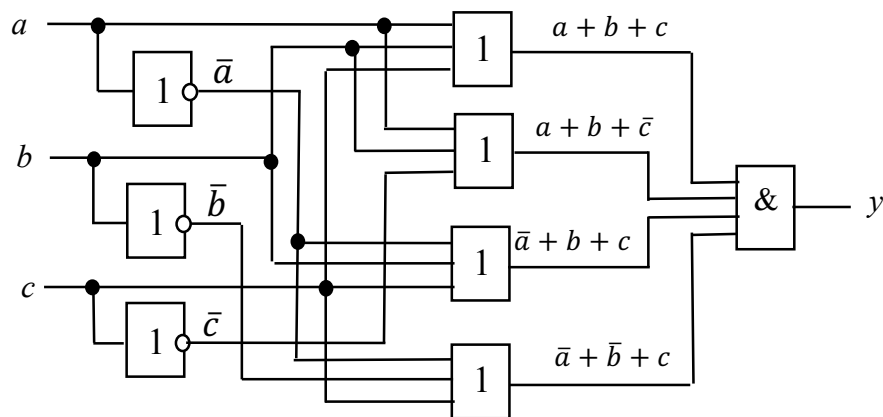 a
1
a + b + c
ā
1
a + b + c̄
1
b
b̄
1
&
y
ā + b + c
1
c
c̄
1
ā + b̄ + c
1